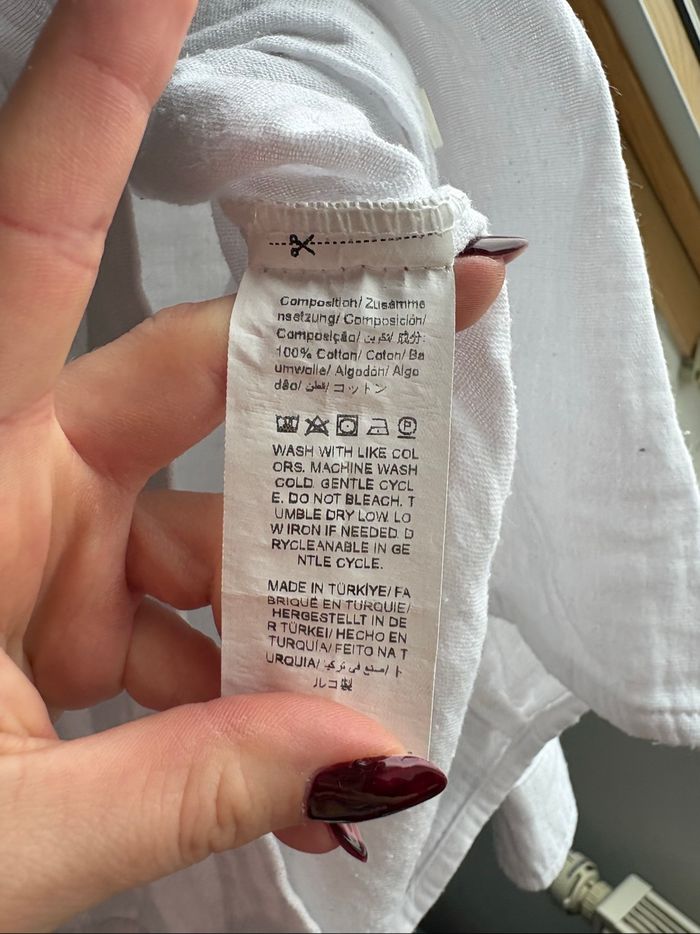 Composition/ Zusamme
nsetzung/ Composición/
Composição/ تكوين/ 成分:
100% Cotton/ Coton/ Ba
umwolle/ Algodón/ Algo
dão/ قطن/ コットン
WASH WITH LIKE COL
ORS. MACHINE WASH
COLD. GENTLE CYCL
E. DO NOT BLEACH. T
UMBLE DRY LOW. LO
W IRON IF NEEDED. D
RYCLEANABLE IN GE
NTLE CYCLE.
MADE IN TÜRKİYE/ FA
BRIQUÉ EN TURQUIE/
HERGESTELLT IN DE
R TÜRKEI/ HECHO EN
TURQUÍA/ FEITO NA T
URQUIA/ صنع في تركيا/ ト
ルコ製